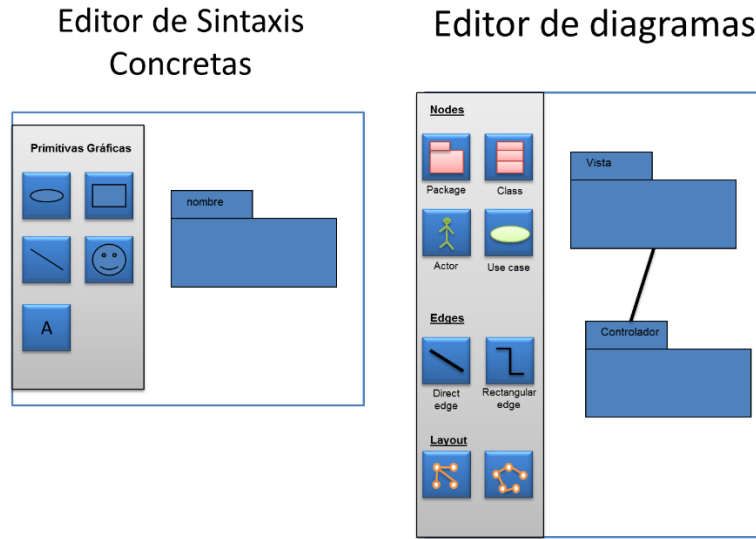 Editor de Sintaxis
Concretas
Primitivas Gráficas
A
nombre
Editor de diagramas
Nodes
Package
Class
Actor
Use case
Edges
Direct
edge
Rectangular
edge
Layout
Vista
Controlador